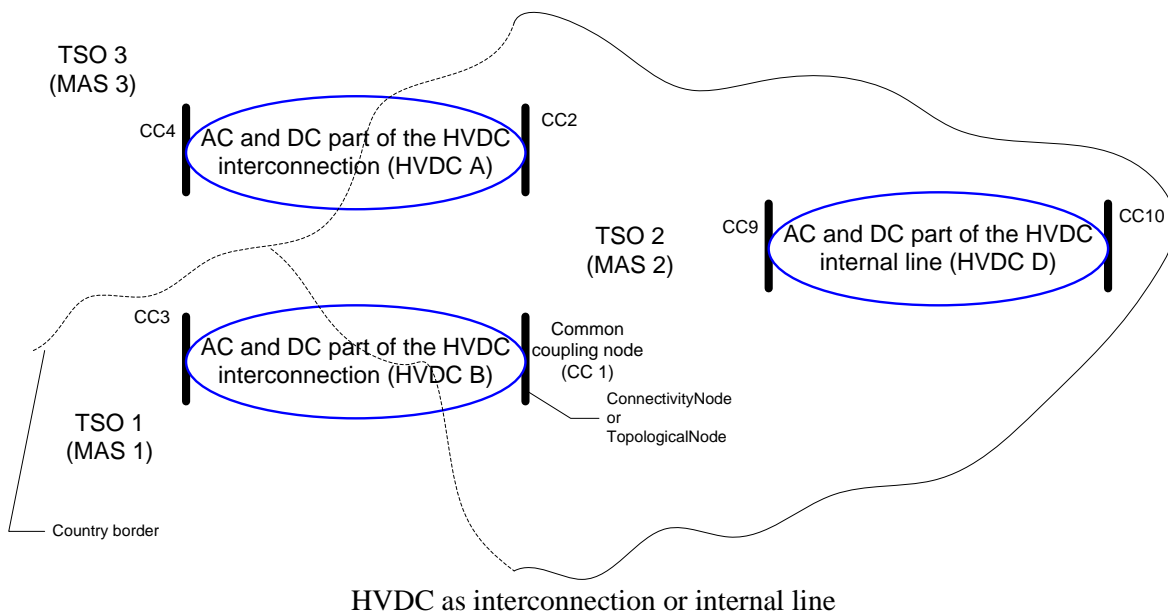 TSO 3
(MAS 3)
CC4
AC and DC part of the HVDC
interconnection (HVDC A)
CC2
TSO 2
(MAS 2)
CC9
AC and DC part of the HVDC
internal line (HVDC D)
CC10
CC3
AC and DC part of the HVDC
interconnection (HVDC B)
Common
coupling node
(CC 1)
ConnectivityNode
or
TopologicalNode
TSO 1
(MAS 1)
Country border
HVDC as interconnection or internal line